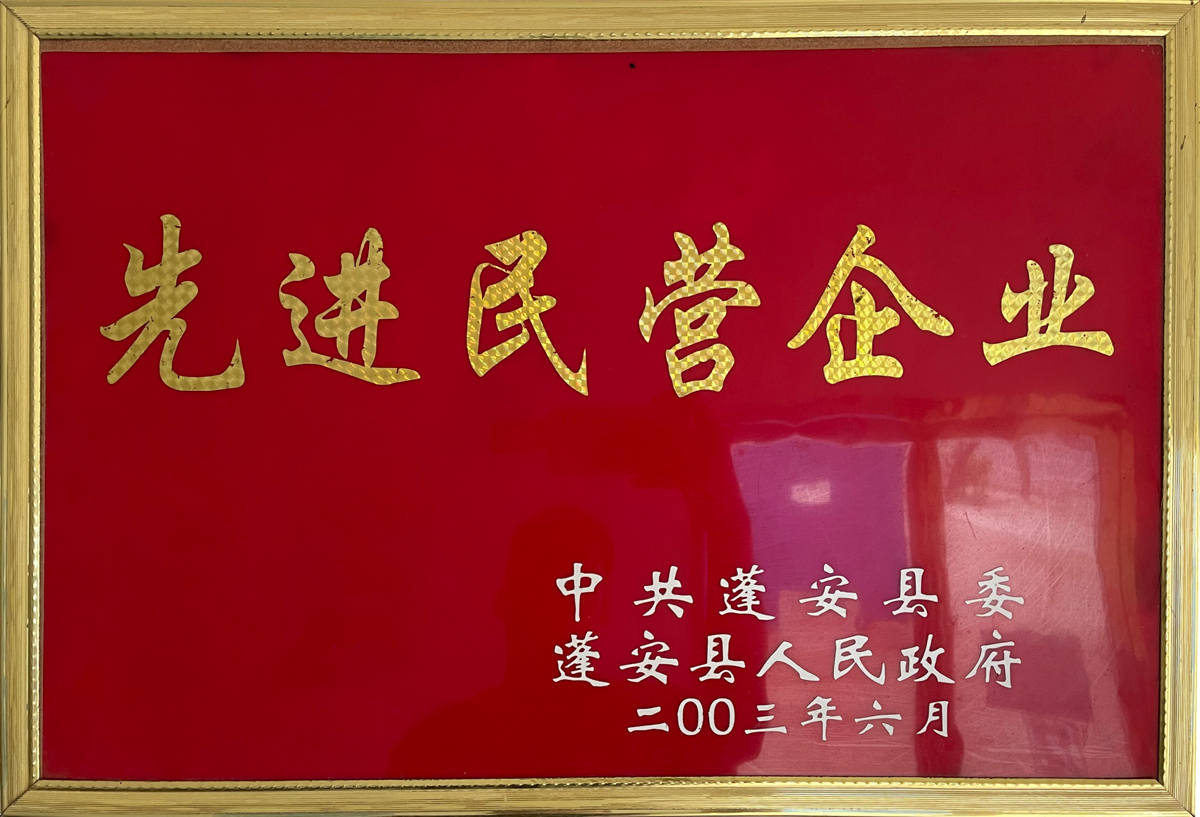 先进民营企业
中共蓬安县委
蓬安县人民政府
二00三年六月